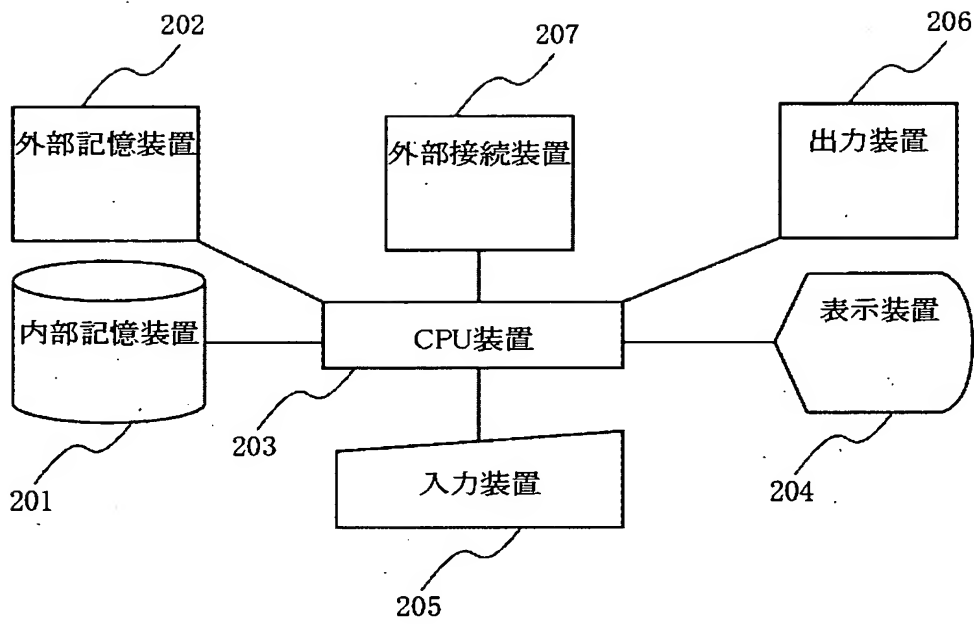 202
207
206
外部記憶装置
外部接続装置
出力装置
内部記憶装置
CPU装置
表示装置
203
入力装置
201
204
205